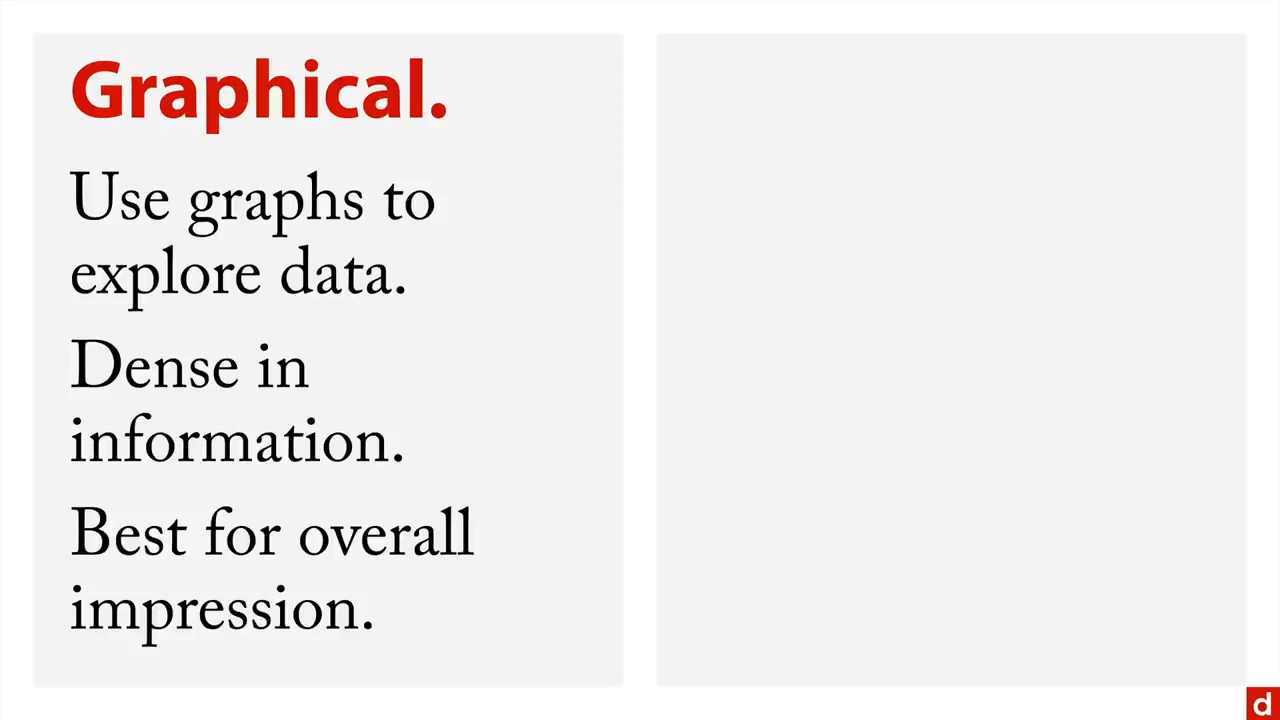 Graphical.
Use graphs to
explore data.
Dense in
information.
Best for overall
impression.
d